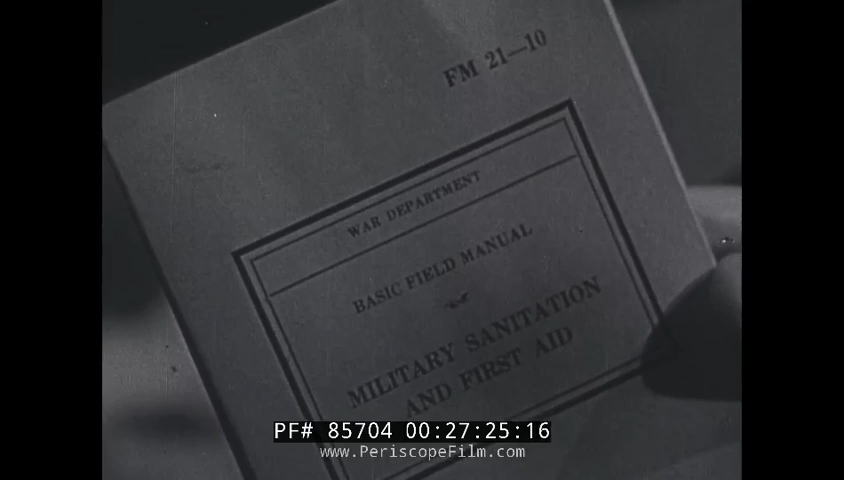 FM 21—10
WAR DEPARTMENT
BASIC FIELD MANUAL
MILITARY SANITATION
AND FIRST AID
PF# 85704 00:27:25:16
www.PeriscopeFilm.com